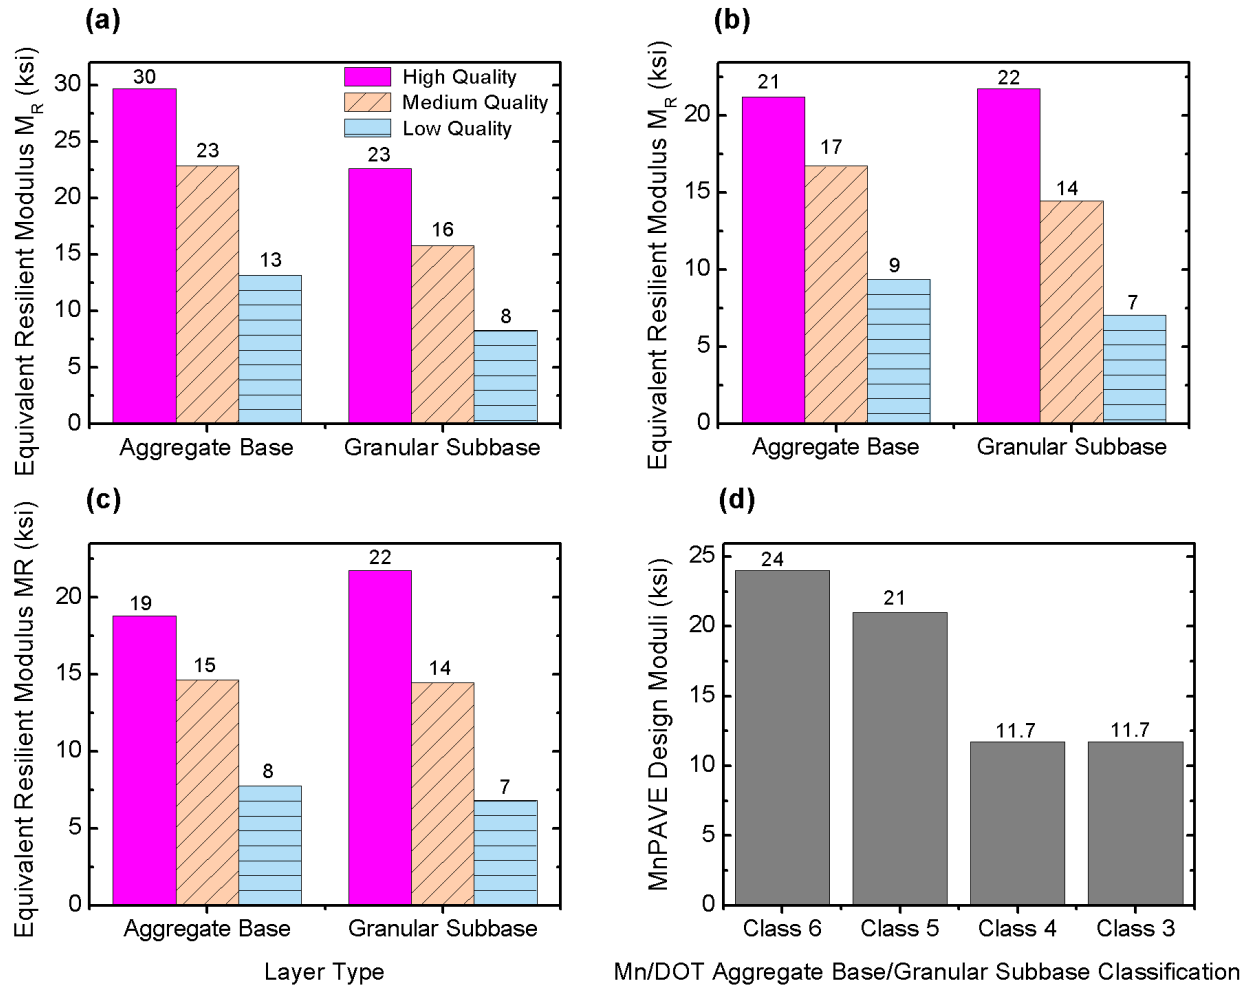 (a)
Equivalent Resilient Modulus M_R (ksi)
30
25
20
15
10
5
0
30
23
13
23
16
8
High Quality
Medium Quality
Low Quality
Aggregate Base
Granular Subbase
(b)
Equivalent Resilient Modulus M_R (ksi)
20
15
10
5
0
21
17
9
22
14
7
Aggregate Base
Granular Subbase
(c)
Equivalent Resilient Modulus MR (ksi)
20
15
10
5
0
19
15
8
22
14
7
Aggregate Base
Granular Subbase
Layer Type
(d)
MnPAVE Design Moduli (ksi)
25
20
15
10
5
0
24
21
11.7
11.7
Class 6
Class 5
Class 4
Class 3
Mn/DOT Aggregate Base/Granular Subbase Classification